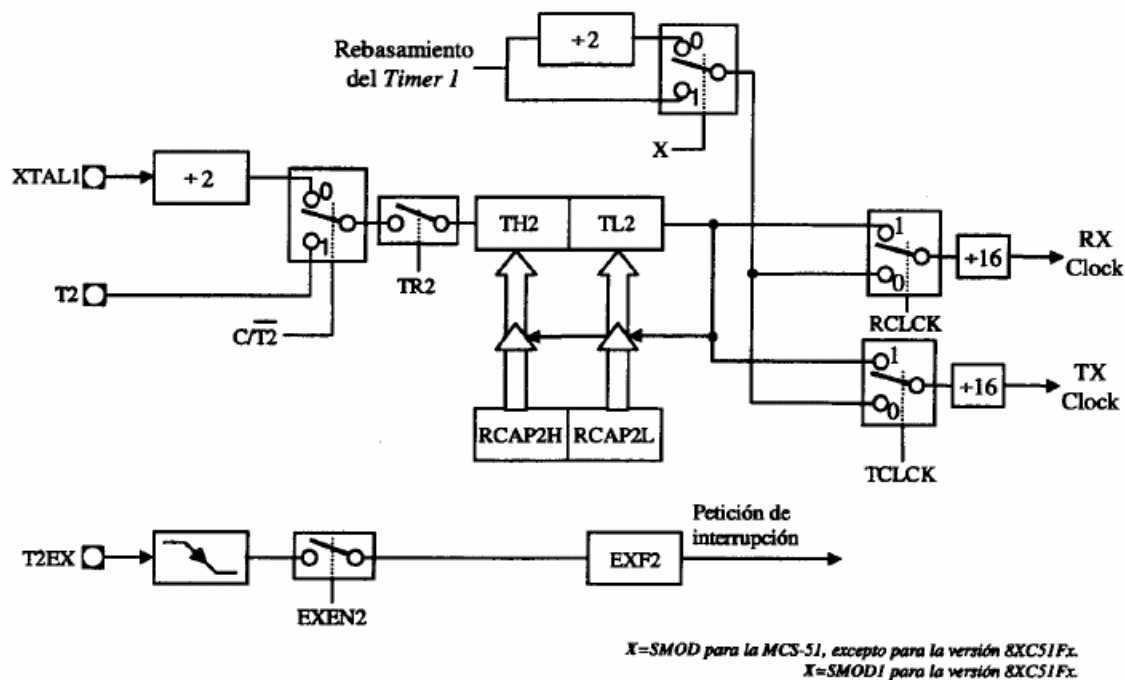 Rebasamiento
del Timer 1
÷2
0
1
X
XTAL1
÷2
0
1
T2
C/T̅2̅
TR2
TH2
TL2
RCAP2H
RCAP2L
1
0
RCLCK
÷16
RX
Clock
1
0
TCLCK
÷16
TX
Clock
T2EX
EXEN2
EXF2
Petición de
interrupción
X=SMOD para la MCS-51, excepto para la versión 8XC51Fx.
X=SMOD1 para la versión 8XC51Fx.